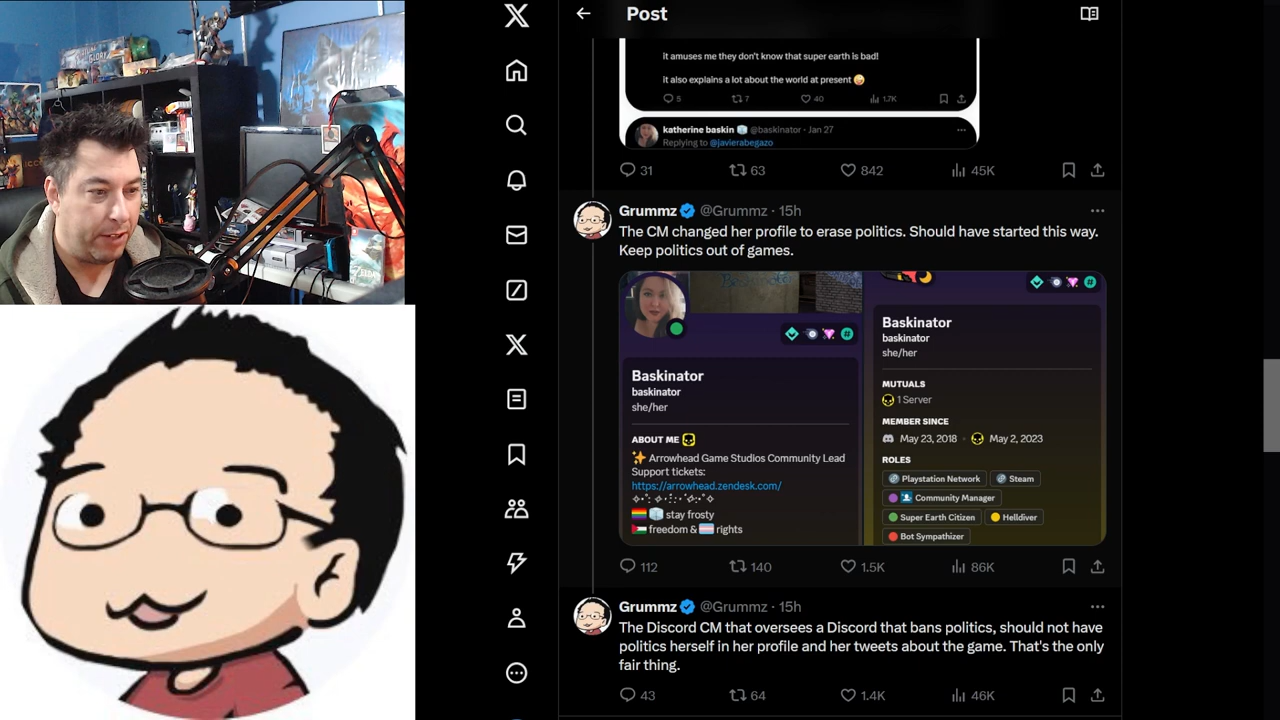 Post
it amuses me they don't know that super earth is bad!
it also explains a lot about the world at present
5
7
40
1.7K
katherine baskin @baskinator · Jan 27
Replying to @javierabegazo
31
63
842
45K
Grummz @Grummz · 15h
The CM changed her profile to erase politics. Should have started this way.
Keep politics out of games.
Baskinator
baskinator
she/her
ABOUT ME
Arrowhead Game Studios Community Lead
Support tickets:
https://arrowhead.zendesk.com/
stay frosty
freedom & rights
Baskinator
baskinator
she/her
MUTUALS
1 Server
MEMBER SINCE
May 23, 2018 · May 2, 2023
ROLES
Playstation Network Steam
Community Manager
Super Earth Citizen Helldiver
Bot Sympathizer
112
140
1.5K
86K
Grummz @Grummz · 15h
The Discord CM that oversees a Discord that bans politics, should not have
politics herself in her profile and her tweets about the game. That's the only
fair thing.
43
64
1.4K
46K